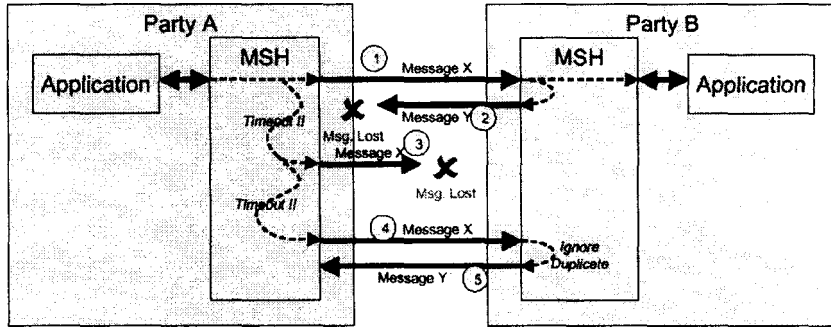 Party A
Party B
MSH
MSH
Application
Application
1
Message X
Message Y
2
Timeout !!
Msg. Lost
3
Message X
Msg. Lost
Timeout !!
4
Message X
Ignore
Duplicate
Message Y
5